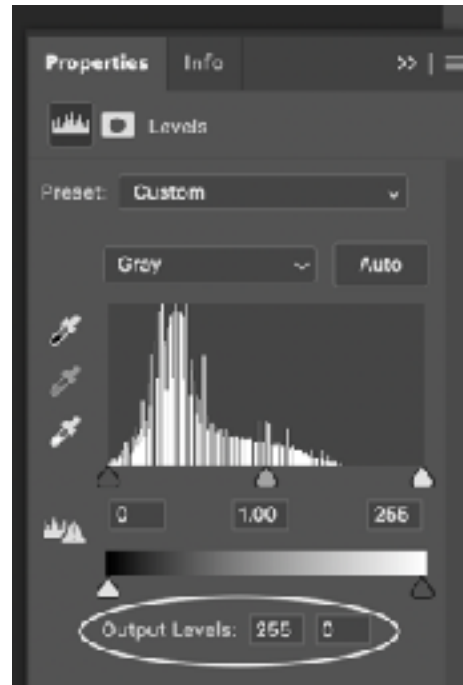 Properties Info
Levels
Preset: Custom
Gray Auto
0 1.00 255
Output Levels: 255 0